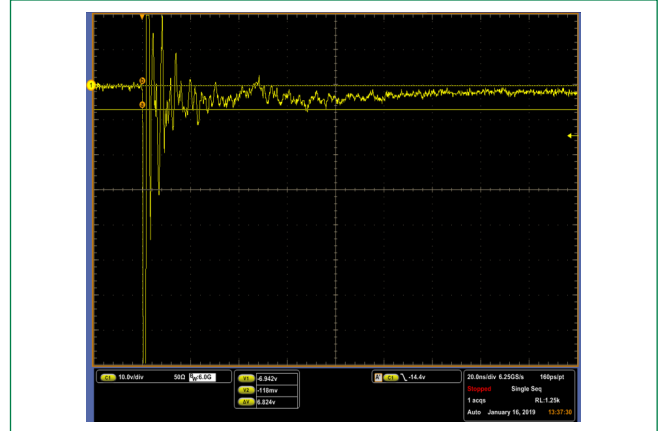 1
b
a
C1 10.0v/div 50Ω BW:6.0G
V1 -6.942v
V2 -118mv
ΔV 6.824v
A' C1 \ -14.4v
20.0ns/div 6.25GS/s 160ps/pt
Stopped Single Seq
1 acqs RL:1.25k
Auto January 16, 2019 13:37:30